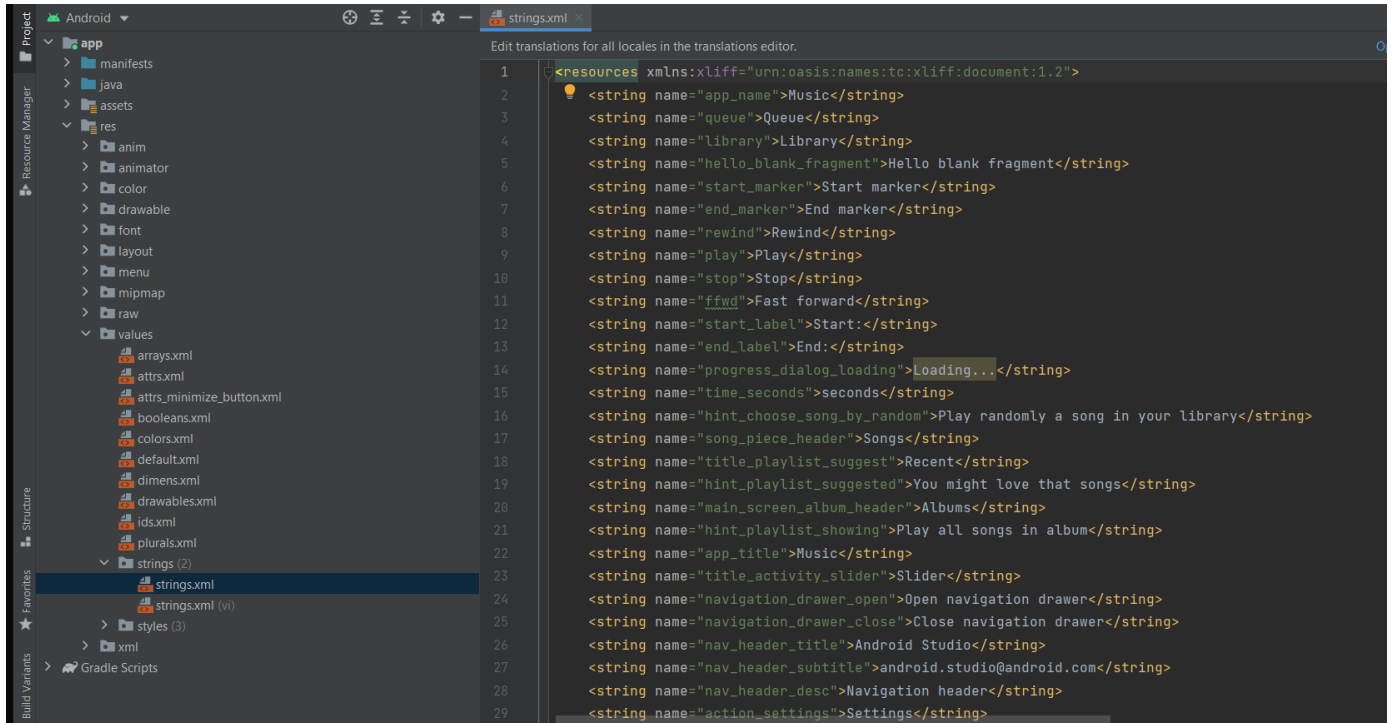 Project
Resource Manager
Structure
Favorites
Build Variants
Android
app
manifests
java
assets
res
anim
animator
color
drawable
font
layout
menu
mipmap
raw
values
arrays.xml
attrs.xml
attrs_minimize_button.xml
booleans.xml
colors.xml
default.xml
dimens.xml
drawables.xml
ids.xml
plurals.xml
strings (2)
strings.xml
strings.xml (vi)
styles (3)
xml
Gradle Scripts
strings.xml
Edit translations for all locales in the translations editor.
1 <resources xmlns:xliff="urn:oasis:names:tc:xliff:document:1.2">
2 <string name="app_name">Music</string>
3 <string name="queue">Queue</string>
4 <string name="library">Library</string>
5 <string name="hello_blank_fragment">Hello blank fragment</string>
6 <string name="start_marker">Start marker</string>
7 <string name="end_marker">End marker</string>
8 <string name="rewind">Rewind</string>
9 <string name="play">Play</string>
10 <string name="stop">Stop</string>
11 <string name="ffwd">Fast forward</string>
12 <string name="start_label">Start:</string>
13 <string name="end_label">End:</string>
14 <string name="progress_dialog_loading">Loading...</string>
15 <string name="time_seconds">seconds</string>
16 <string name="hint_choose_song_by_random">Play randomly a song in your library</string>
17 <string name="song_piece_header">Songs</string>
18 <string name="title_playlist_suggest">Recent</string>
19 <string name="hint_playlist_suggested">You might love that songs</string>
20 <string name="main_screen_album_header">Albums</string>
21 <string name="hint_playlist_showing">Play all songs in album</string>
22 <string name="app_title">Music</string>
23 <string name="title_activity_slider">Slider</string>
24 <string name="navigation_drawer_open">Open navigation drawer</string>
25 <string name="navigation_drawer_close">Close navigation drawer</string>
26 <string name="nav_header_title">Android Studio</string>
27 <string name="nav_header_subtitle">android.studio@android.com</string>
28 <string name="nav_header_desc">Navigation header</string>
29 <string name="action_settings">Settings</string>